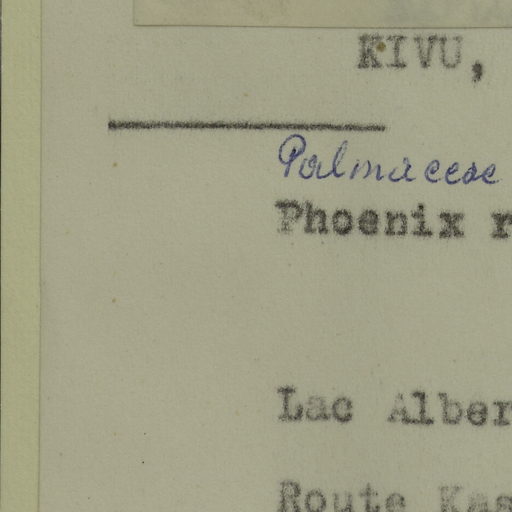 KIVU,
Palmaceae
Phoenix r
Lac Alber
Route Kas